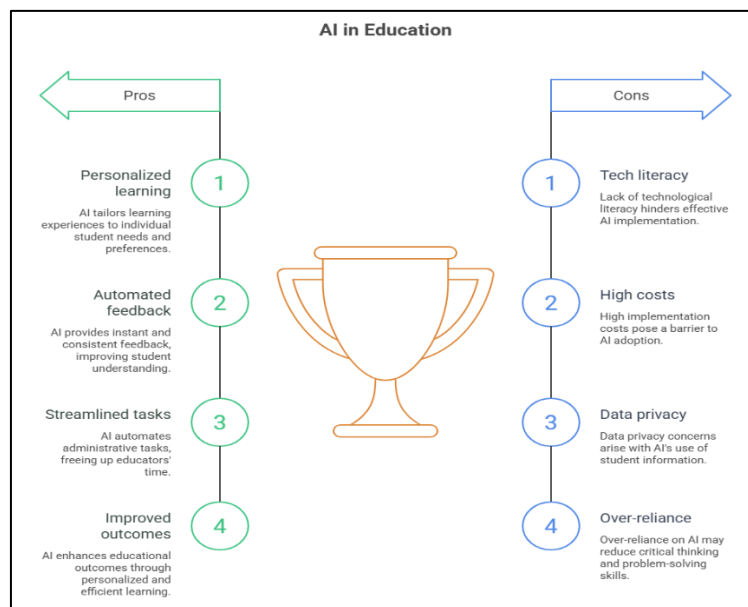 AI in Education
Pros
1
Personalized
learning
AI tailors learning
experiences to individual
student needs and
preferences.
2
Automated
feedback
AI provides instant and
consistent feedback,
improving student
understanding.
3
Streamlined tasks
AI automates
administrative tasks,
freeing up educators'
time.
4
Improved
outcomes
AI enhances educational
outcomes through
personalized and
efficient learning.
Cons
1
Tech literacy
Lack of technological
literacy hinders effective
AI implementation.
2
High costs
High implementation
costs pose a barrier to
AI adoption.
3
Data privacy
Data privacy concerns
arise with AI's use of
student information.
4
Over-reliance
Over-reliance on AI may
reduce critical thinking
and problem-solving
skills.